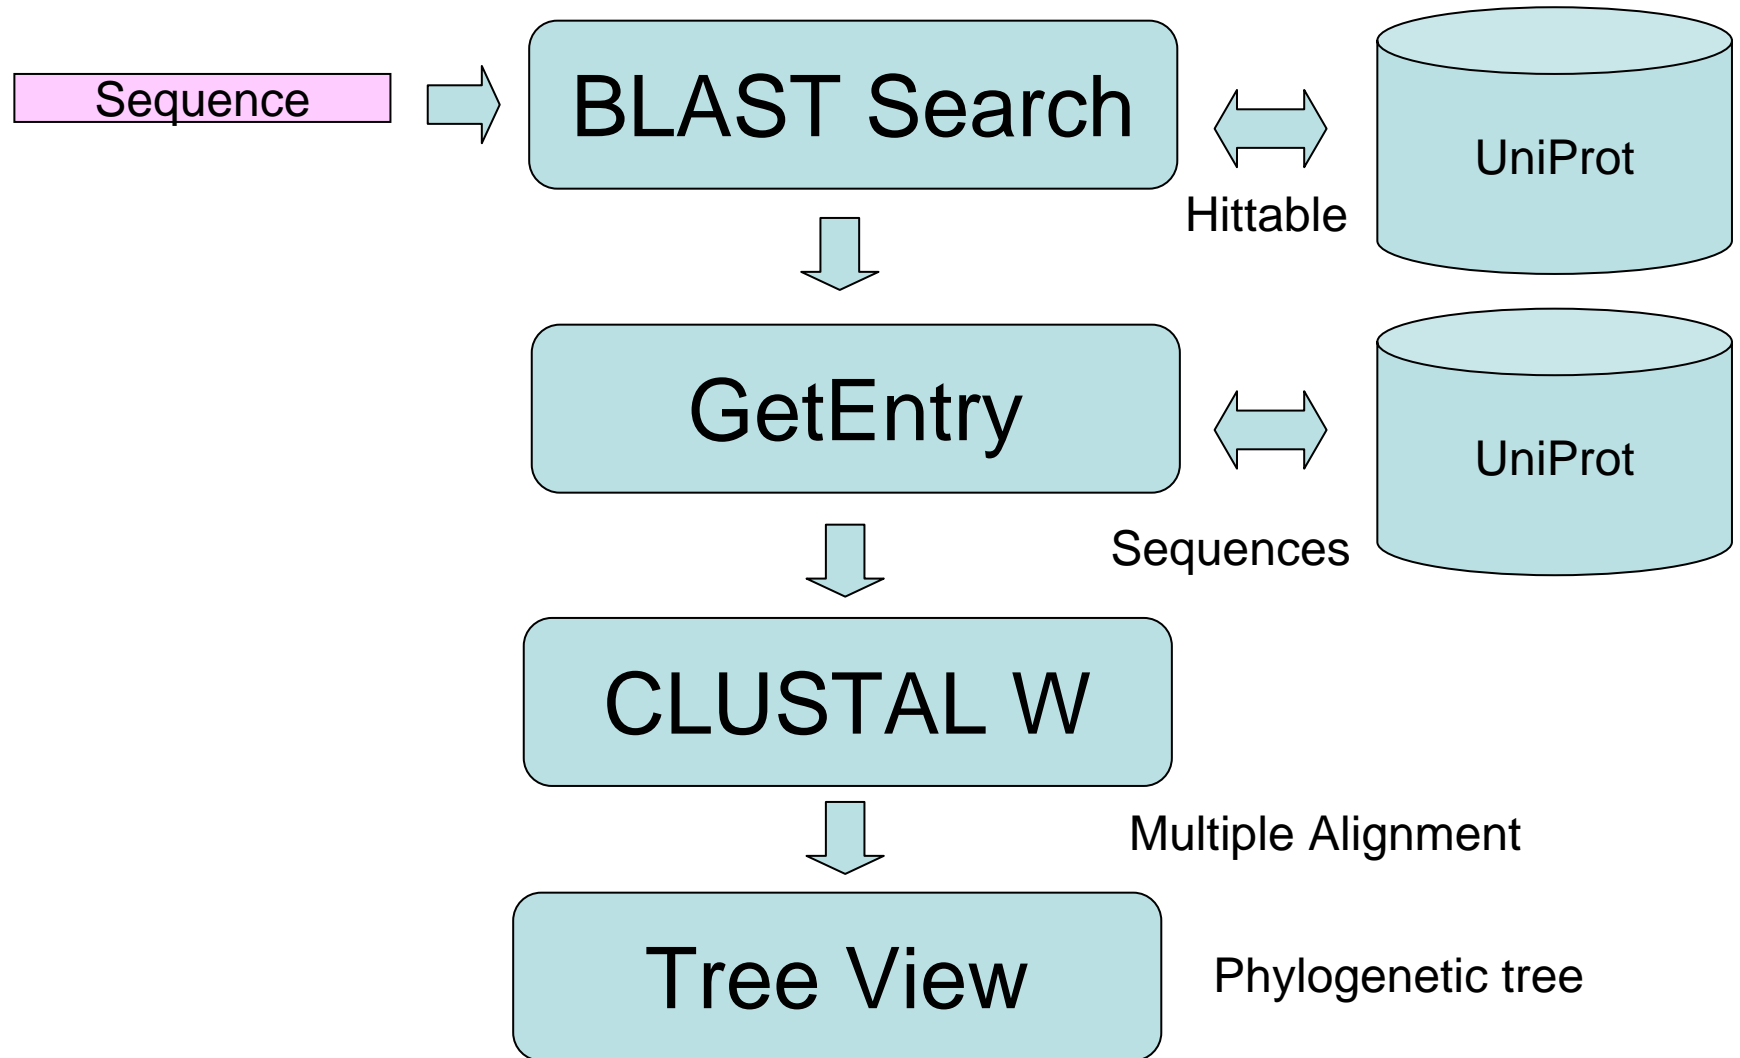 Sequence
BLAST Search
UniProt
Hittable
GetEntry
UniProt
Sequences
CLUSTAL W
Multiple Alignment
Tree View
Phylogenetic tree